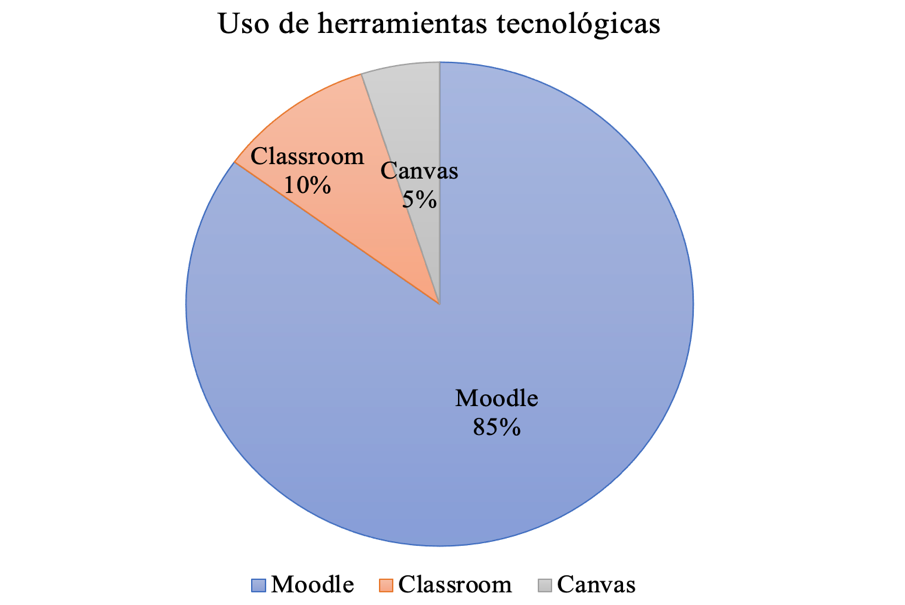 Uso de herramientas tecnológicas
Classroom
10%
Canvas
5%
Moodle
85%
Moodle Classroom Canvas